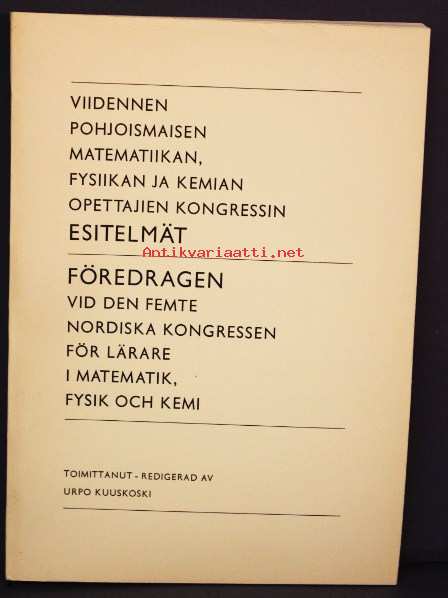 VIIDENNEN
POHJOISMAISEN
MATEMATIIKAN,
FYSIIKAN JA KEMIAN
OPETTAJIEN KONGRESSIN
ESITELMÄT
Antikvariaatti.net
FÖREDRAGEN
VID DEN FEMTE
NORDISKA KONGRESSEN
FÖR LÄRARE
I MATEMATIK,
FYSIK OCH KEMI
TOIMITTANUT - REDIGERAD AV
URPO KUUSKOSKI